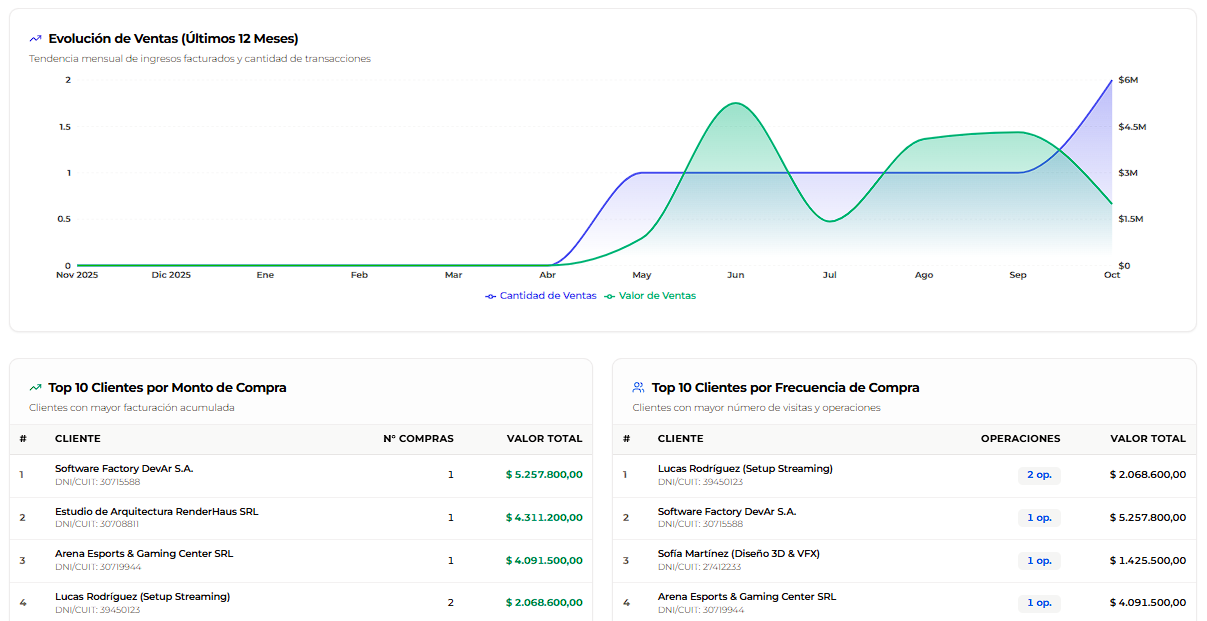 Evolución de Ventas (Últimos 12 Meses)
Tendencia mensual de ingresos facturados y cantidad de transacciones
2 $6M
1.5 $4.5M
1 $3M
0.5 $1.5M
0 $0
Nov 2025 Dic 2025 Ene Feb Mar Abr May Jun Jul Ago Sep Oct
Cantidad de Ventas Valor de Ventas
Top 10 Clientes por Monto de Compra
Clientes con mayor facturación acumulada
# CLIENTE N° COMPRAS VALOR TOTAL
1 Software Factory DevAr S.A. 1 $ 5.257.800,00
DNI/CUIT: 30715588
2 Estudio de Arquitectura RenderHaus SRL 1 $ 4.311.200,00
DNI/CUIT: 30708811
3 Arena Esports & Gaming Center SRL 1 $ 4.091.500,00
DNI/CUIT: 30719944
4 Lucas Rodríguez (Setup Streaming) 2 $ 2.068.600,00
DNI/CUIT: 39450123
Top 10 Clientes por Frecuencia de Compra
Clientes con mayor número de visitas y operaciones
# CLIENTE OPERACIONES VALOR TOTAL
1 Lucas Rodríguez (Setup Streaming) 2 op. $ 2.068.600,00
DNI/CUIT: 39450123
2 Software Factory DevAr S.A. 1 op. $ 5.257.800,00
DNI/CUIT: 30715588
3 Sofía Martínez (Diseño 3D & VFX) 1 op. $ 1.425.500,00
DNI/CUIT: 27412233
4 Arena Esports & Gaming Center SRL 1 op. $ 4.091.500,00
DNI/CUIT: 30719944